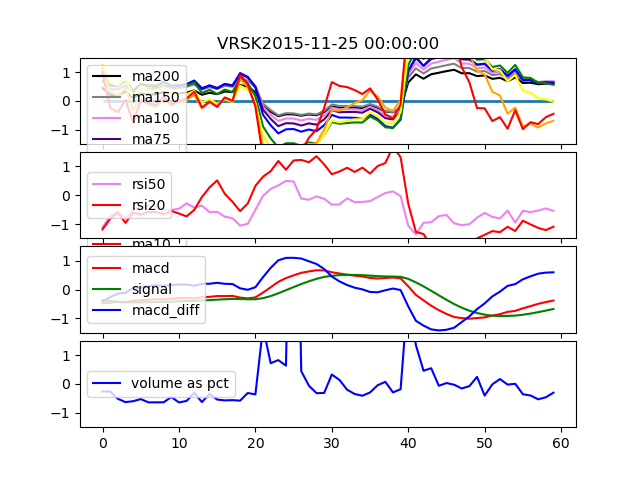 VRSK2015-11-25 00:00:00
1
0
−1
ma200
ma150
ma100
ma75
1
0
−1
rsi50
rsi20
ma10
1
0
−1
macd
signal
macd_diff
1
0
−1
volume as pct
0 10 20 30 40 50 60